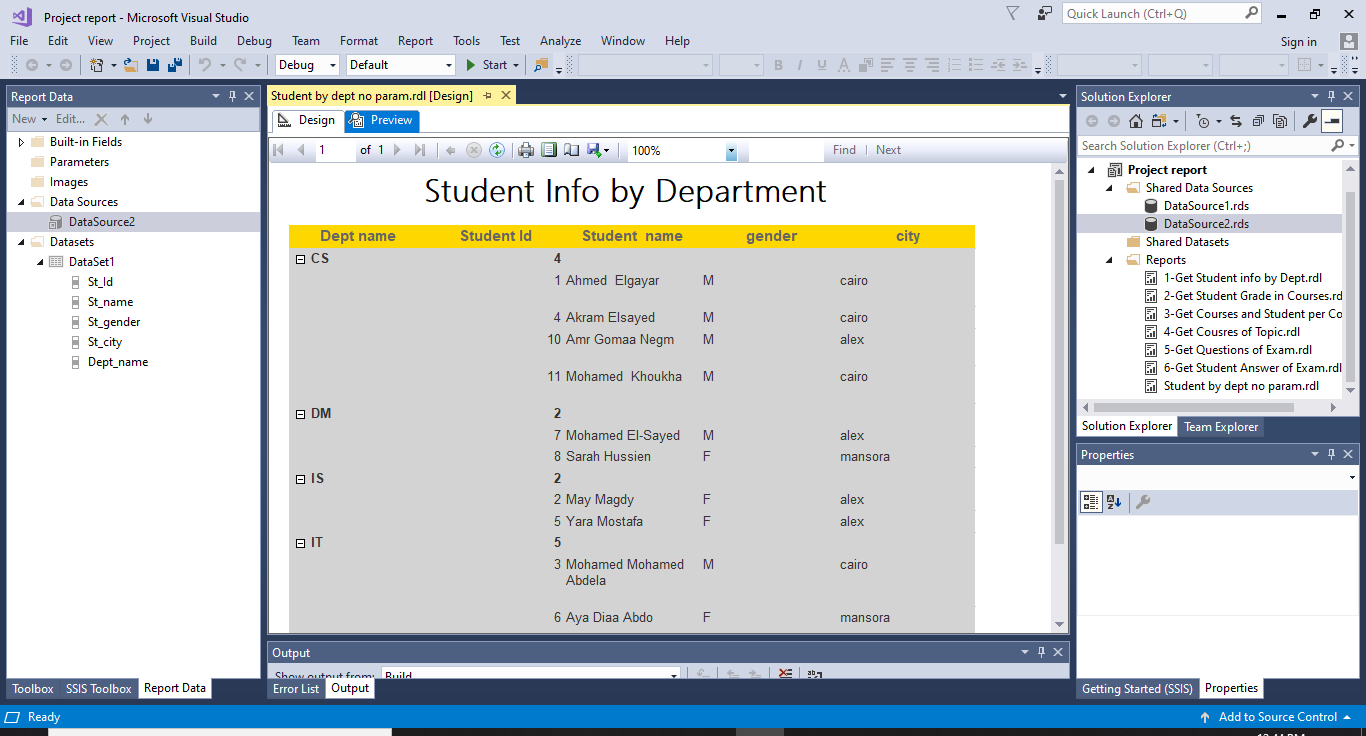 Project report - Microsoft Visual Studio
Quick Launch (Ctrl+Q)
File Edit View Project Build Debug Team Format Report Tools Test Analyze Window Help
Sign in
Debug Default Start
Report Data
New Edit...
Built-in Fields
Parameters
Images
Data Sources
DataSource2
Datasets
DataSet1
St_Id
St_name
St_gender
St_city
Dept_name
Toolbox SSIS Toolbox Report Data
Student by dept no param.rdl [Design]
Design Preview
1 of 1 100% Find Next
Student Info by Department
Dept name Student Id Student name gender city
CS 4
1 Ahmed Elgayar M cairo
4 Akram Elsayed M cairo
10 Amr Gomaa Negm M alex
11 Mohamed Khoukha M cairo
DM 2
7 Mohamed El-Sayed M alex
8 Sarah Hussien F mansora
IS 2
2 May Magdy F alex
5 Yara Mostafa F alex
IT 5
3 Mohamed Mohamed M cairo
Abdela
6 Aya Diaa Abdo F mansora
Output
Show output from: Build
Error List Output
Solution Explorer
Search Solution Explorer (Ctrl+;)
Project report
Shared Data Sources
DataSource1.rds
DataSource2.rds
Shared Datasets
Reports
1-Get Student info by Dept.rdl
2-Get Student Grade in Courses.rd
3-Get Courses and Student per Co
4-Get Cousres of Topic.rdl
5-Get Questions of Exam.rdl
6-Get Student Answer of Exam.rdl
Student by dept no param.rdl
Solution Explorer Team Explorer
Properties
Getting Started (SSIS) Properties
Ready
Add to Source Control